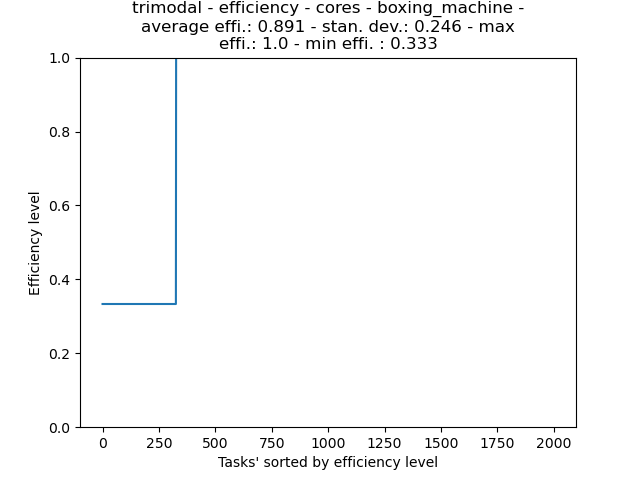 trimodal - efficiency - cores - boxing_machine -
average effi.: 0.891 - stan. dev.: 0.246 - max
effi.: 1.0 - min effi. : 0.333
1.0
0.8
0.6
0.4
0.2
0.0
Efficiency level
0 250 500 750 1000 1250 1500 1750 2000
Tasks' sorted by efficiency level